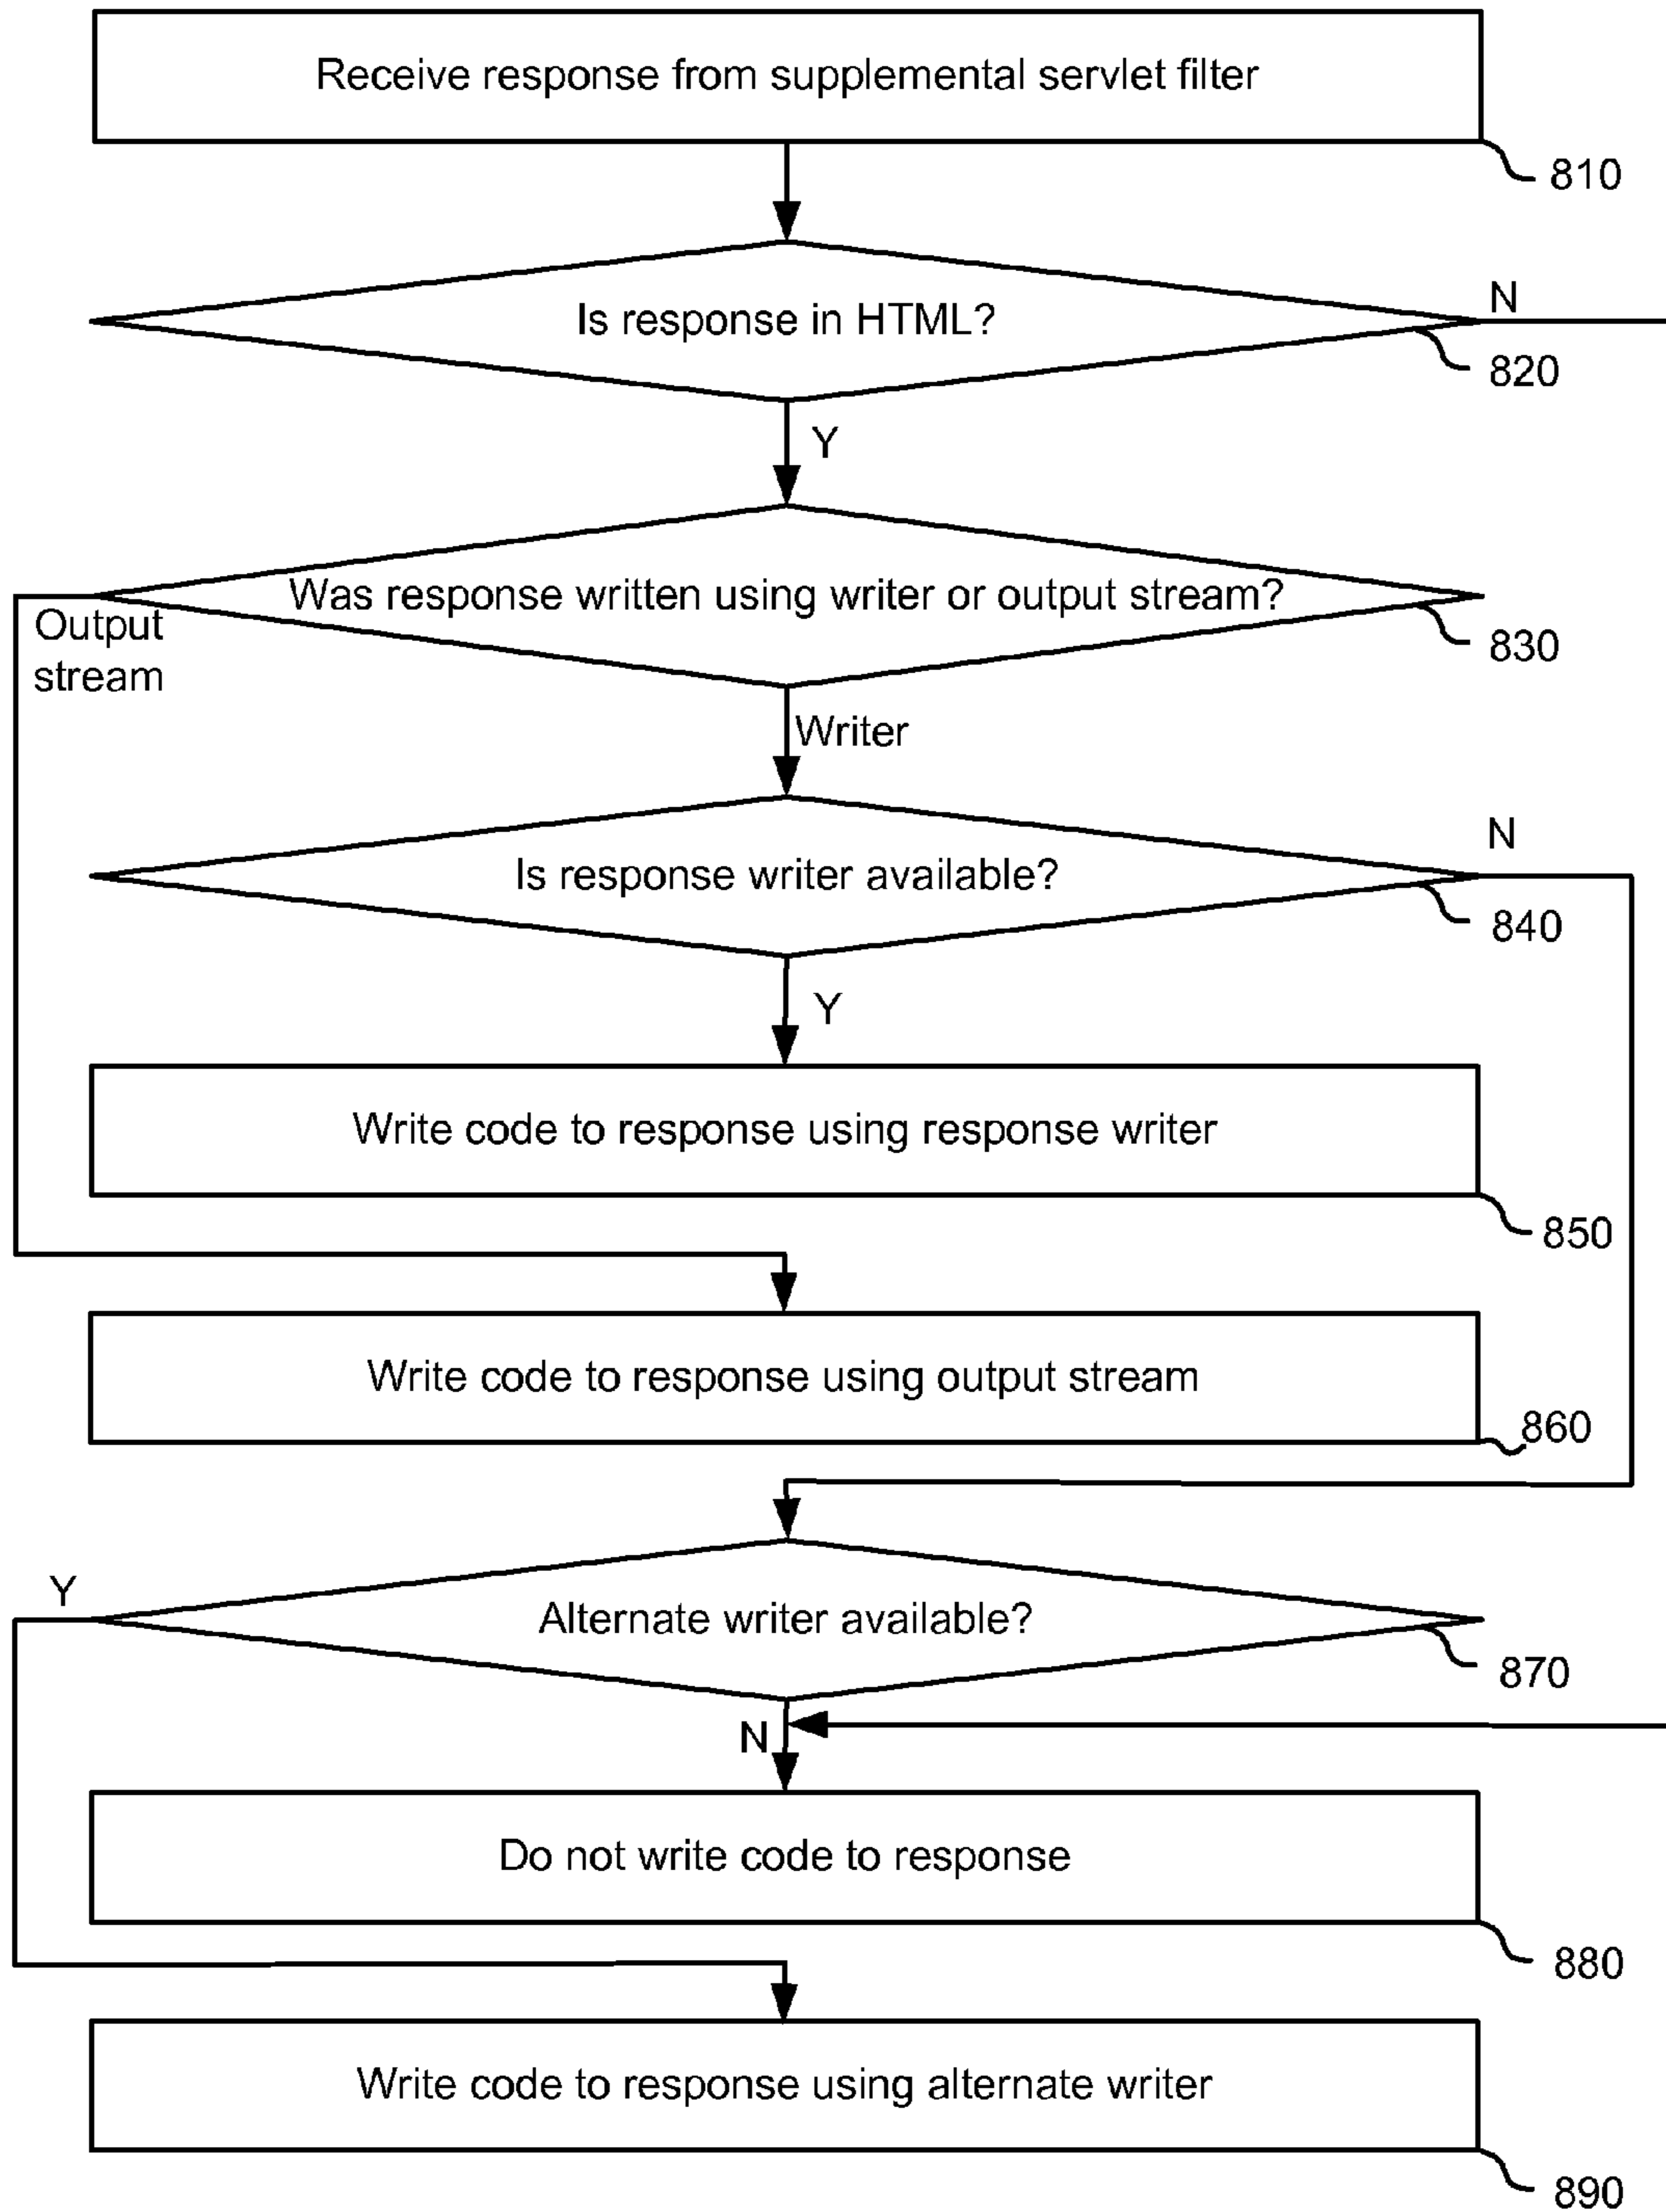 Receive response from supplemental servlet filter
810
Is response in HTML?
N
820
Y
Was response written using writer or output stream?
Output
stream
830
Writer
Is response writer available?
N
840
Y
Write code to response using response writer
850
Write code to response using output stream
860
Y
Alternate writer available?
870
N
Do not write code to response
880
Write code to response using alternate writer
890